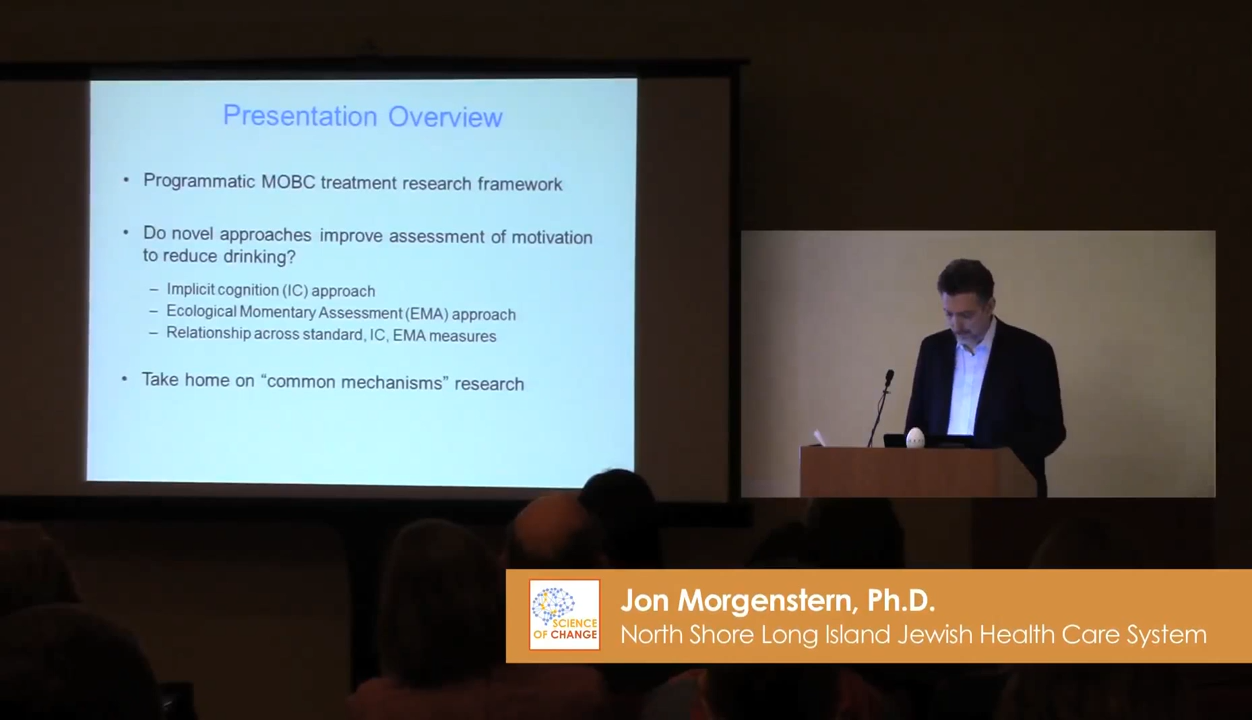 Presentation Overview
• Programmatic MOBC treatment research framework
• Do novel approaches improve assessment of motivation
to reduce drinking?
– Implicit cognition (IC) approach
– Ecological Momentary Assessment (EMA) approach
– Relationship across standard, IC, EMA measures
• Take home on “common mechanisms” research
SCIENCE
OF CHANGE
Jon Morgenstern, Ph.D.
North Shore Long Island Jewish Health Care System